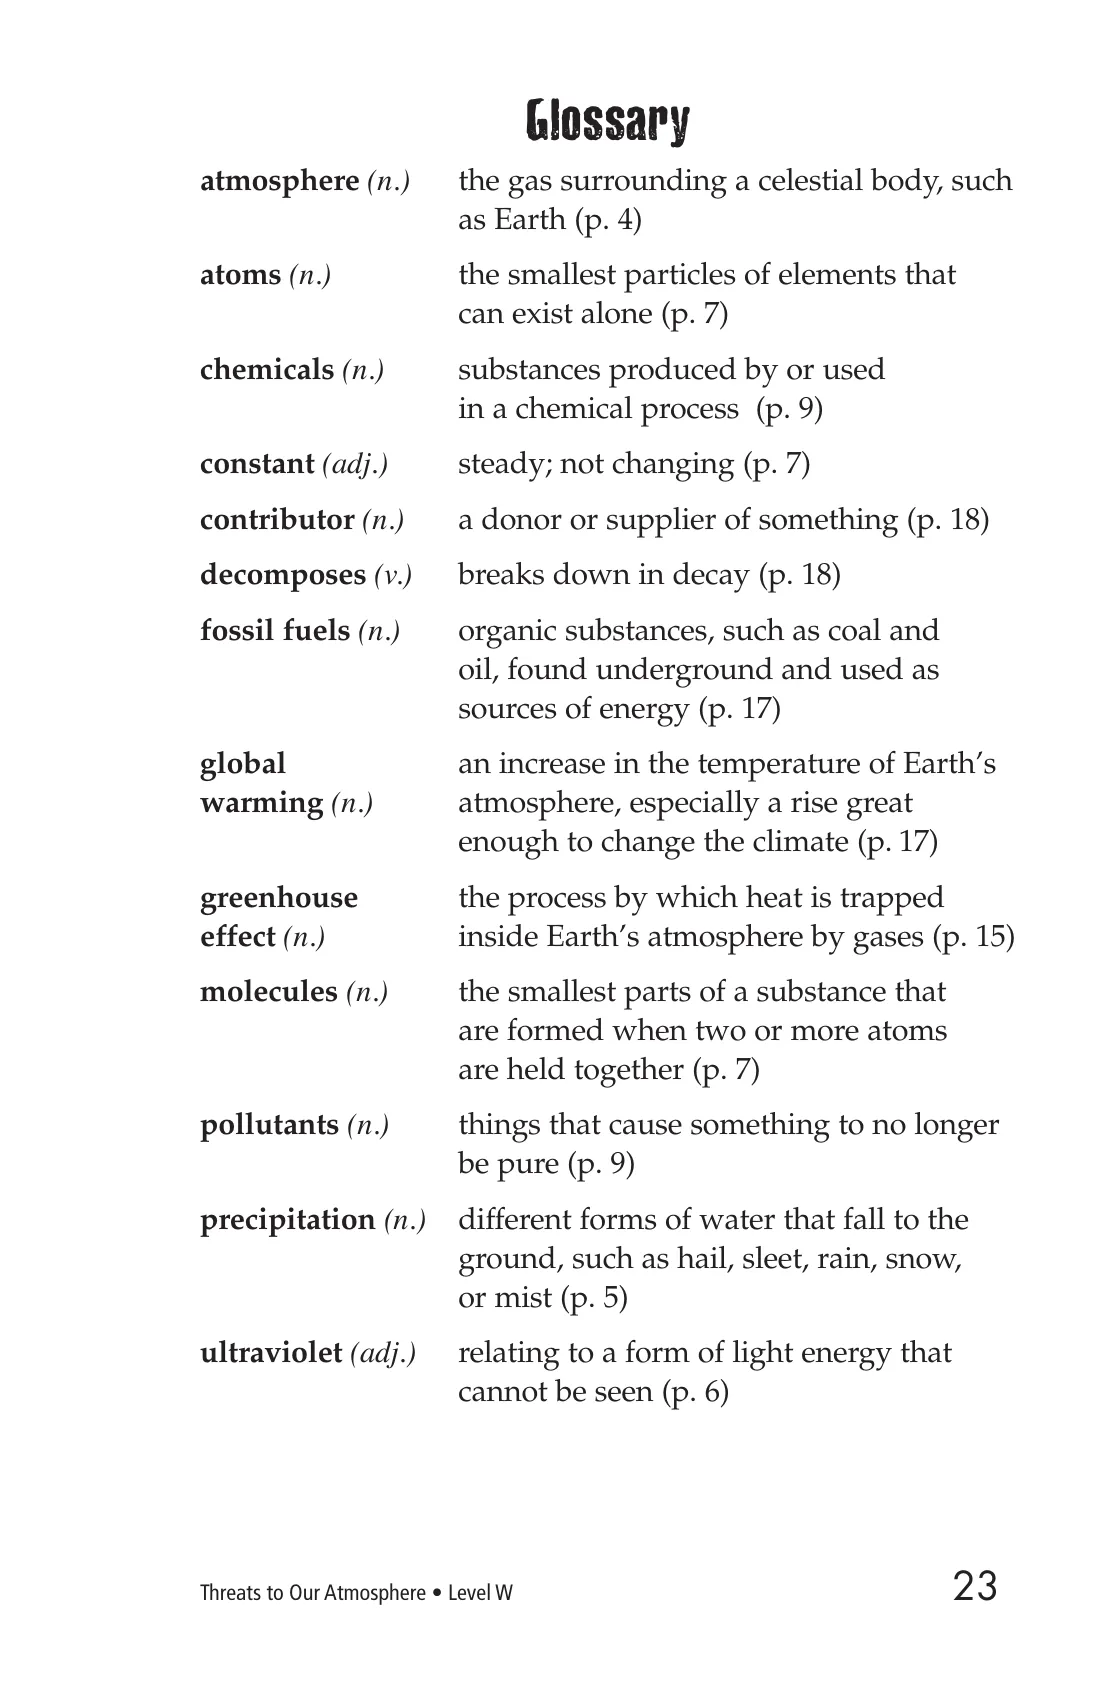 Glossary
atmosphere (n.) the gas surrounding a celestial body, such
as Earth (p. 4)
atoms (n.) the smallest particles of elements that
can exist alone (p. 7)
chemicals (n.) substances produced by or used
in a chemical process (p. 9)
constant (adj.) steady; not changing (p. 7)
contributor (n.) a donor or supplier of something (p. 18)
decomposes (v.) breaks down in decay (p. 18)
fossil fuels (n.) organic substances, such as coal and
oil, found underground and used as
sources of energy (p. 17)
global an increase in the temperature of Earth’s
warming (n.) atmosphere, especially a rise great
enough to change the climate (p. 17)
greenhouse the process by which heat is trapped
effect (n.) inside Earth’s atmosphere by gases (p. 15)
molecules (n.) the smallest parts of a substance that
are formed when two or more atoms
are held together (p. 7)
pollutants (n.) things that cause something to no longer
be pure (p. 9)
precipitation (n.) different forms of water that fall to the
ground, such as hail, sleet, rain, snow,
or mist (p. 5)
ultraviolet (adj.) relating to a form of light energy that
cannot be seen (p. 6)
Threats to Our Atmosphere • Level W 23